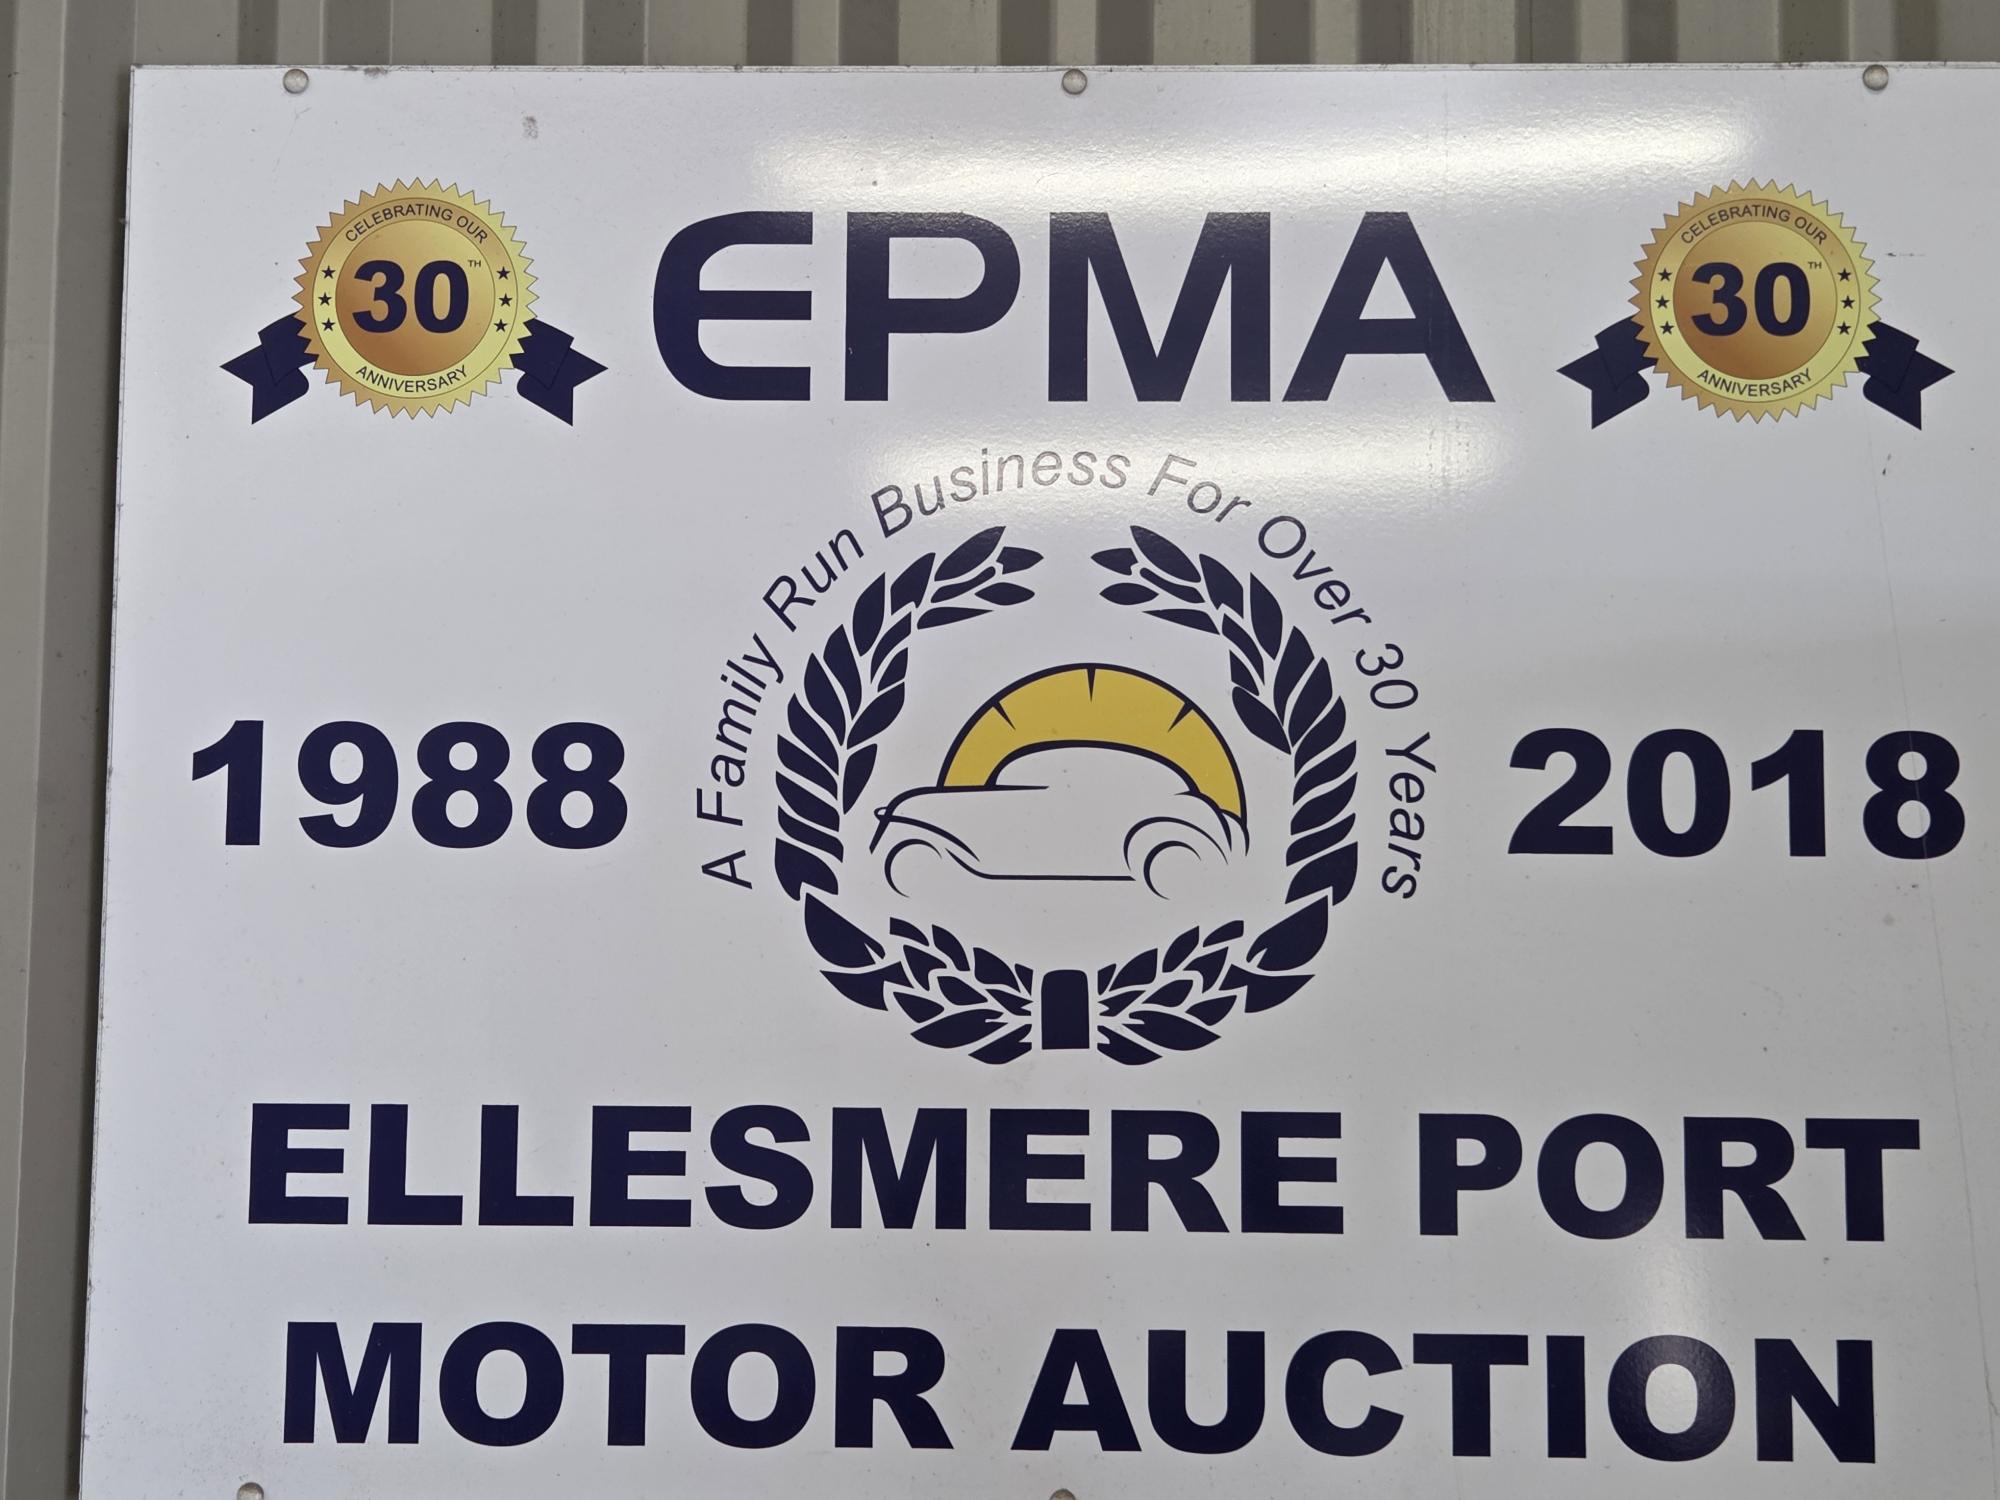 CELEBRATING OUR
30TH
ANNIVERSARY
EPMA
CELEBRATING OUR
30TH
ANNIVERSARY
A Family Run Business For Over 30 Years
1988
2018
ELLESMERE PORT
MOTOR AUCTION